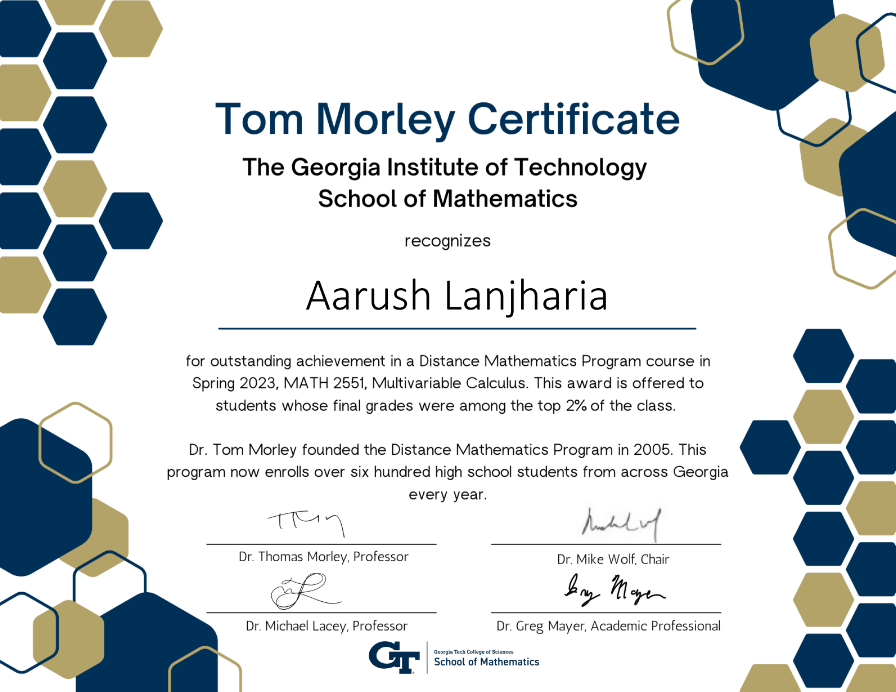 Tom Morley Certificate
The Georgia Institute of Technology
School of Mathematics
recognizes
Aarush Lanjharia
for outstanding achievement in a Distance Mathematics Program course in
Spring 2023, MATH 2551, Multivariable Calculus. This award is offered to
students whose final grades were among the top 2% of the class.
Dr. Tom Morley founded the Distance Mathematics Program in 2005. This
program now enrolls over six hundred high school students from across Georgia
every year.
Dr. Thomas Morley, Professor
Dr. Mike Wolf, Chair
Greg Mayer
Dr. Michael Lacey, Professor
Dr. Greg Mayer, Academic Professional
GT
Georgia Tech College of Sciences
School of Mathematics